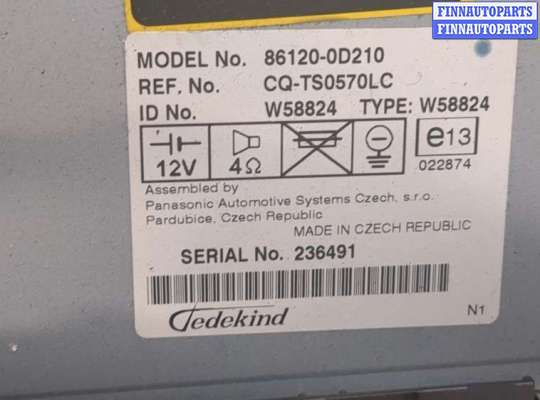 FINNAUTOPARTS
FINNAUTOPARTS
MODEL No. 86120-0D210
REF. No. CQ-TS0570LC
ID No. W58824 TYPE: W58824
12V 4Ω e13
022874
Assembled by
Panasonic Automotive Systems Czech, s.r.o.
Pardubice, Czech Republic
MADE IN CZECH REPUBLIC
SERIAL No. 236491
Tedekind
N1